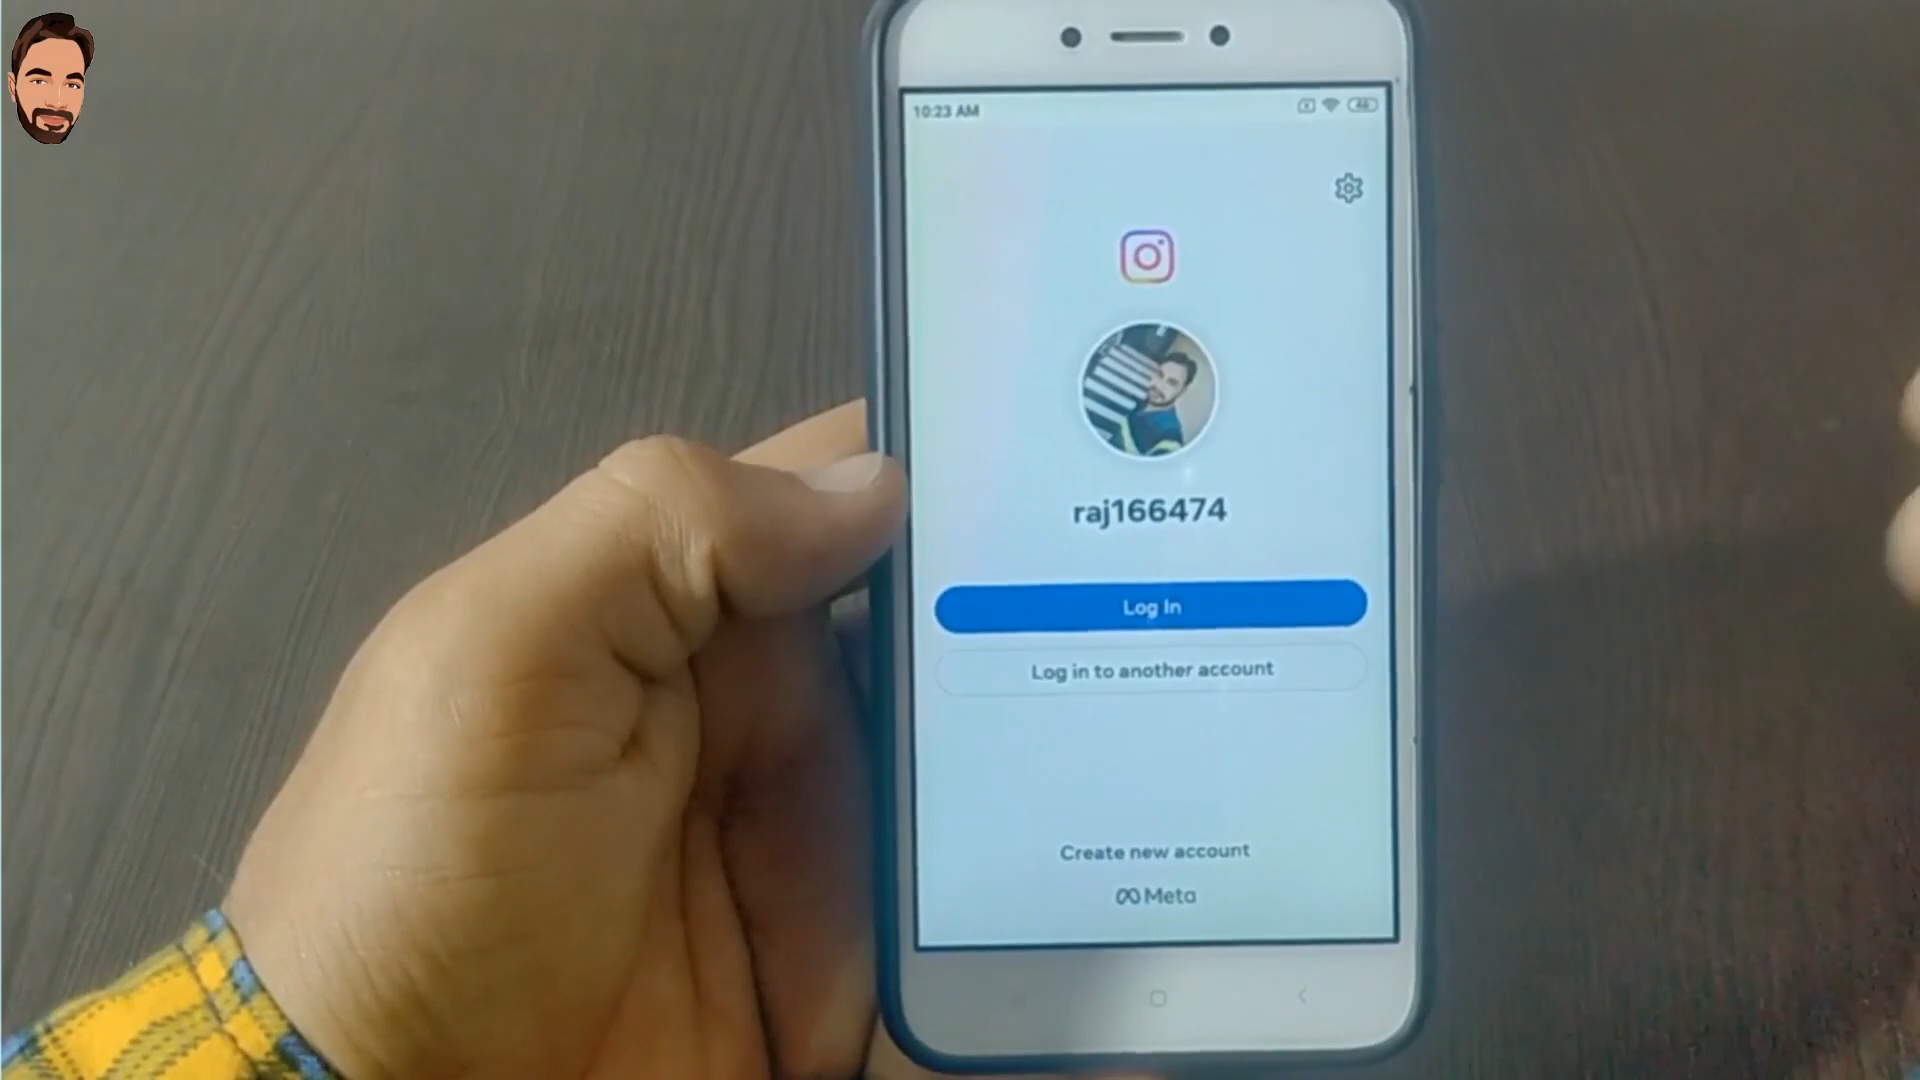 10:23 AM
raj166474
Log In
Log in to another account
Create new account
Meta